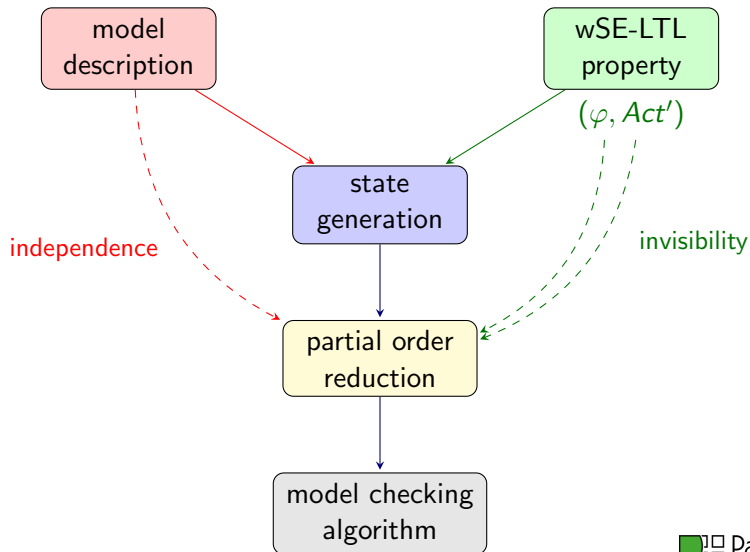 model
description
wSE-LTL
property
(φ, Act′)
state
generation
independence
invisibility
partial order
reduction
model checking
algorithm